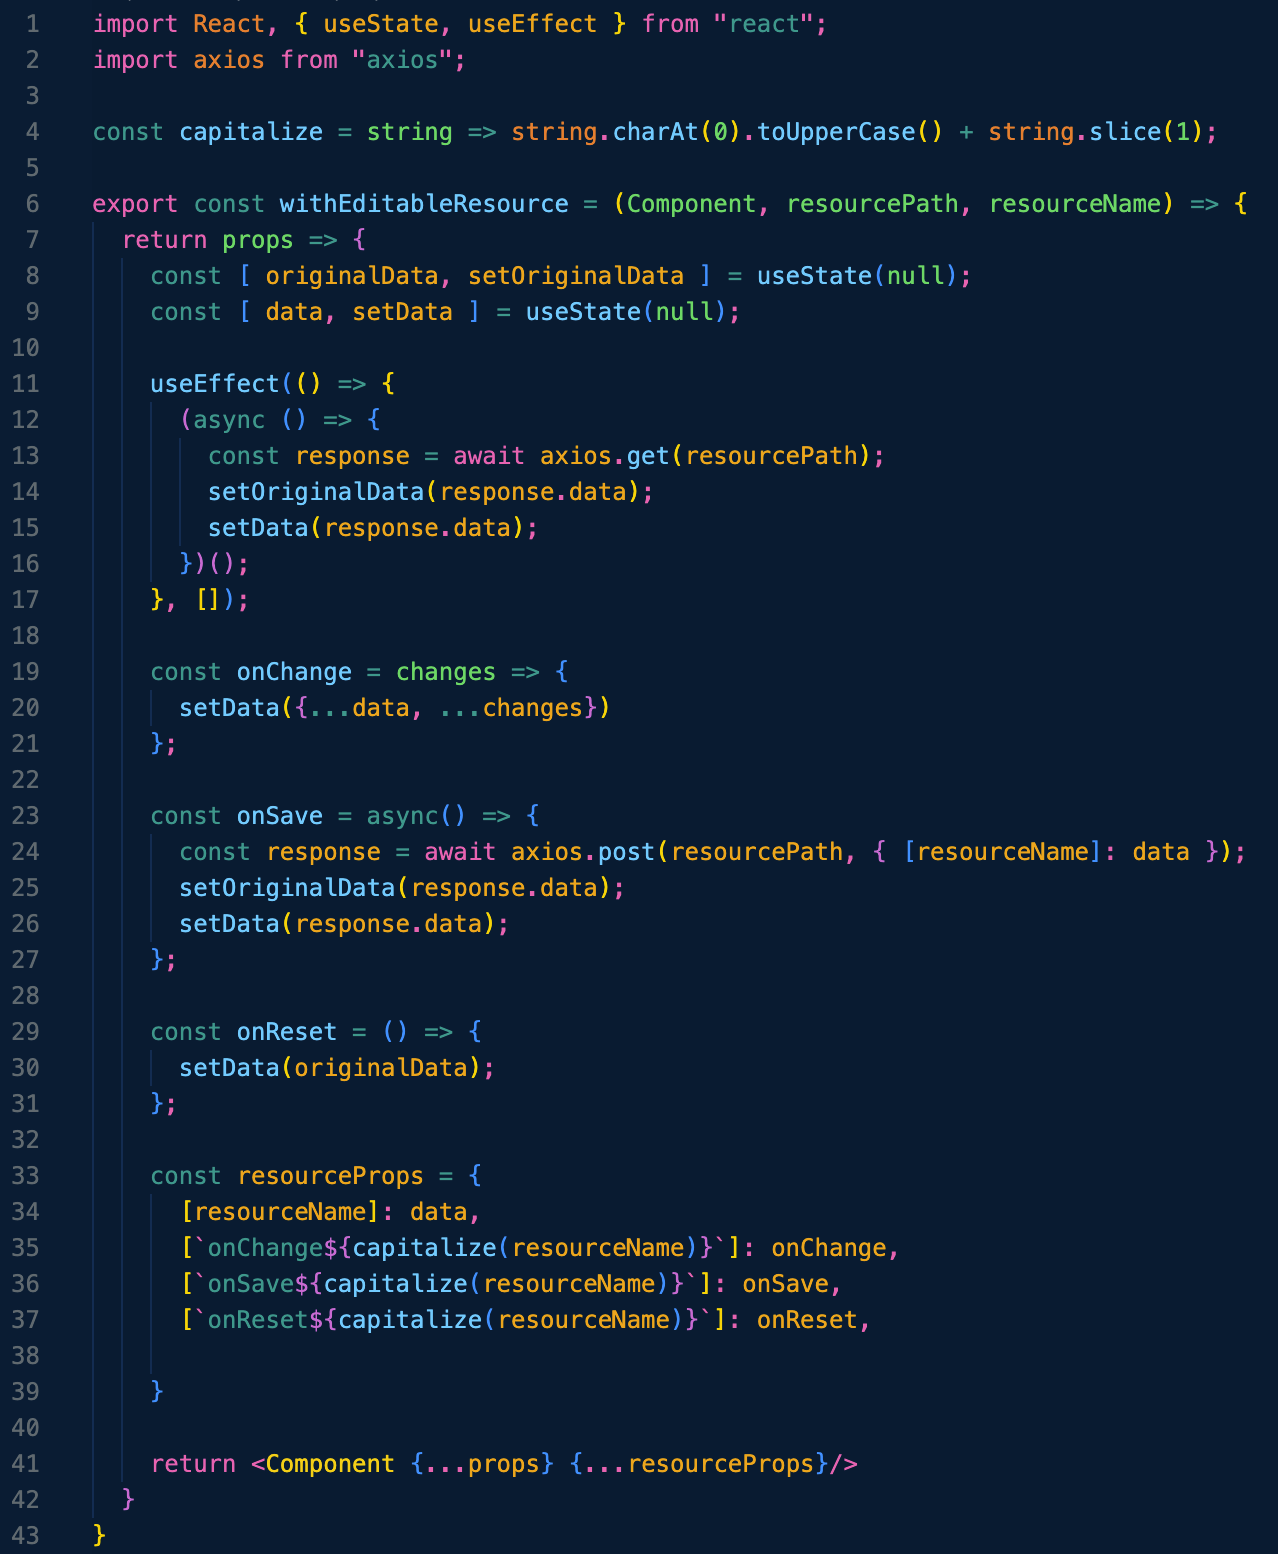 1 import React, { useState, useEffect } from "react";
2 import axios from "axios";
3
4 const capitalize = string => string.charAt(0).toUpperCase() + string.slice(1);
5
6 export const withEditableResource = (Component, resourcePath, resourceName) => {
7   return props => {
8     const [ originalData, setOriginalData ] = useState(null);
9     const [ data, setData ] = useState(null);
10
11     useEffect(() => {
12       (async () => {
13         const response = await axios.get(resourcePath);
14         setOriginalData(response.data);
15         setData(response.data);
16       })();
17     }, []);
18
19     const onChange = changes => {
20       setData({...data, ...changes})
21     };
22
23     const onSave = async() => {
24       const response = await axios.post(resourcePath, { [resourceName]: data });
25       setOriginalData(response.data);
26       setData(response.data);
27     };
28
29     const onReset = () => {
30       setData(originalData);
31     };
32
33     const resourceProps = {
34       [resourceName]: data,
35       [`onChange${capitalize(resourceName)}`]: onChange,
36       [`onSave${capitalize(resourceName)}`]: onSave,
37       [`onReset${capitalize(resourceName)}`]: onReset,
38
39     }
40
41     return <Component {...props} {...resourceProps}/>
42   }
43 }